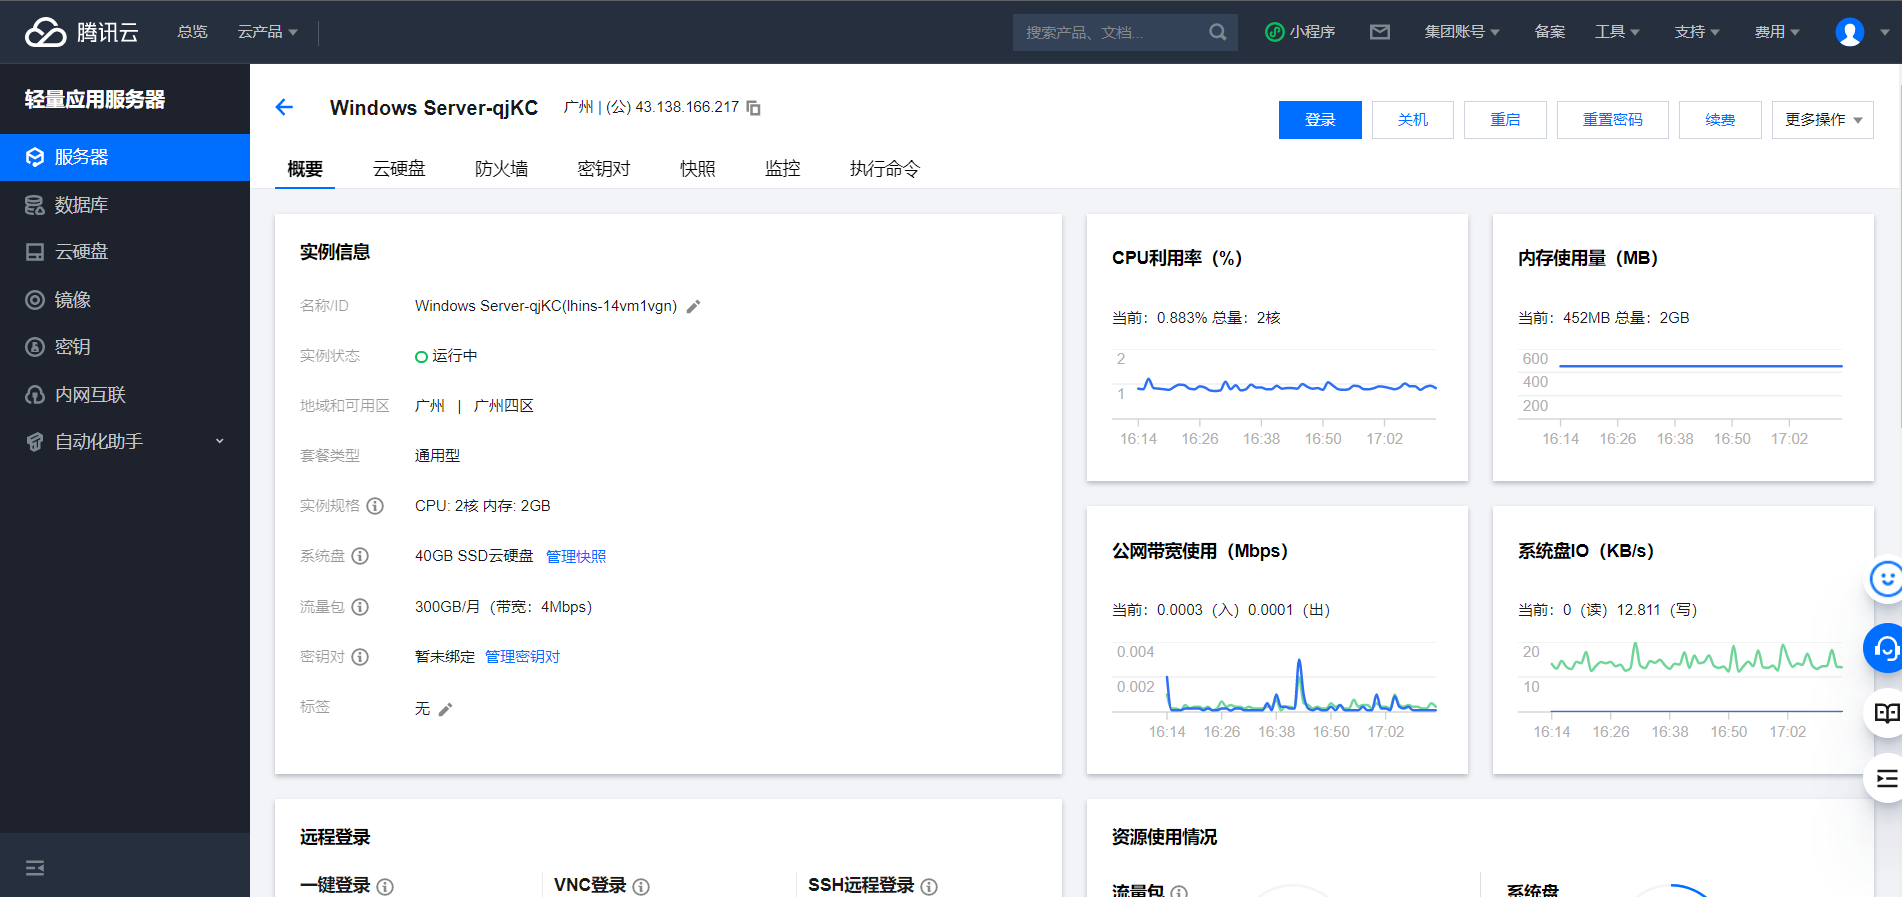 腾讯云 总览 云产品 搜索产品、文档... 小程序 集团账号 备案 工具 支持 费用
轻量应用服务器
服务器
数据库
云硬盘
镜像
密钥
内网互联
自动化助手
Windows Server-qjKC 广州 | (公) 43.138.166.217
登录 关机 重启 重置密码 续费 更多操作
概要 云硬盘 防火墙 密钥对 快照 监控 执行命令
实例信息
名称/ID Windows Server-qjKC(lhins-14vm1vgn)
实例状态 运行中
地域和可用区 广州 | 广州四区
套餐类型 通用型
实例规格 CPU: 2核 内存: 2GB
系统盘 40GB SSD云硬盘 管理快照
流量包 300GB/月（带宽：4Mbps）
密钥对 暂未绑定 管理密钥对
标签 无
CPU利用率（%）
当前：0.883% 总量：2核
2
1
16:14 16:26 16:38 16:50 17:02
内存使用量（MB）
当前：452MB 总量：2GB
600
400
200
16:14 16:26 16:38 16:50 17:02
公网带宽使用（Mbps）
当前：0.0003（入）0.0001（出）
0.004
0.002
16:14 16:26 16:38 16:50 17:02
系统盘IO（KB/s）
当前：0（读）12.811（写）
20
10
16:14 16:26 16:38 16:50 17:02
远程登录
一键登录 VNC登录 SSH远程登录
资源使用情况
流量包 系统盘